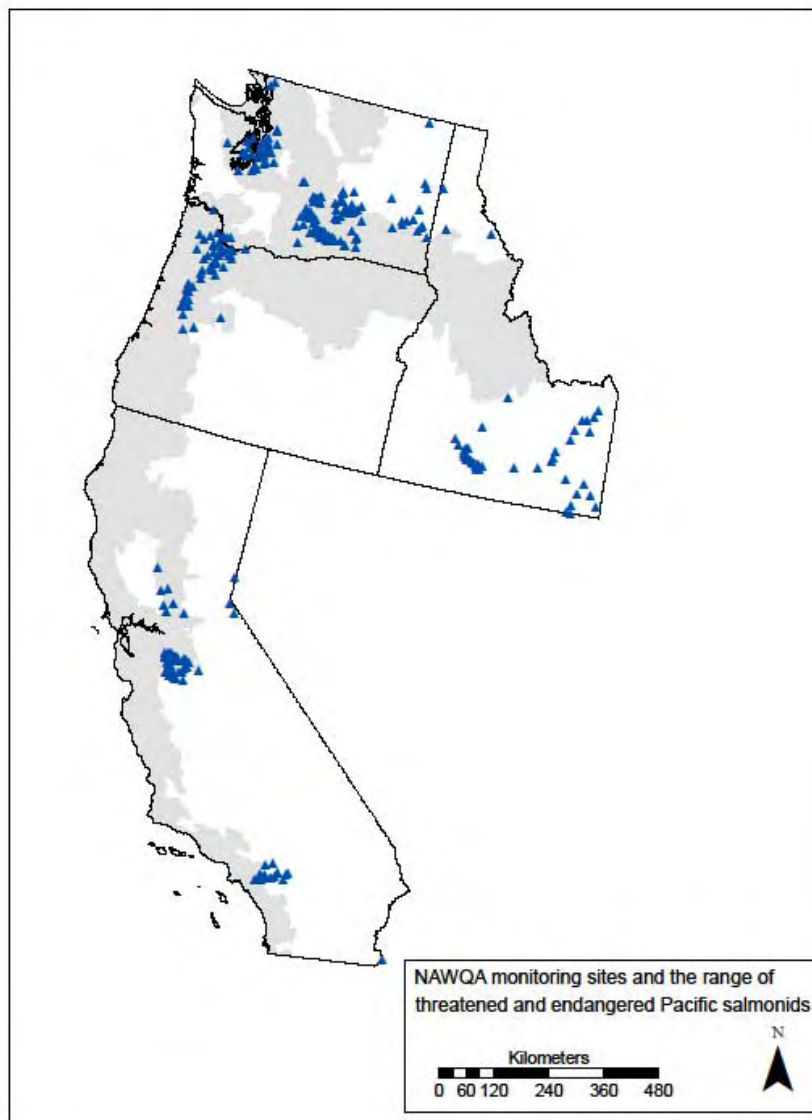 NAWQA monitoring sites and the range of
threatened and endangered Pacific salmonids
N
Kilometers
0 60 120 240 360 480